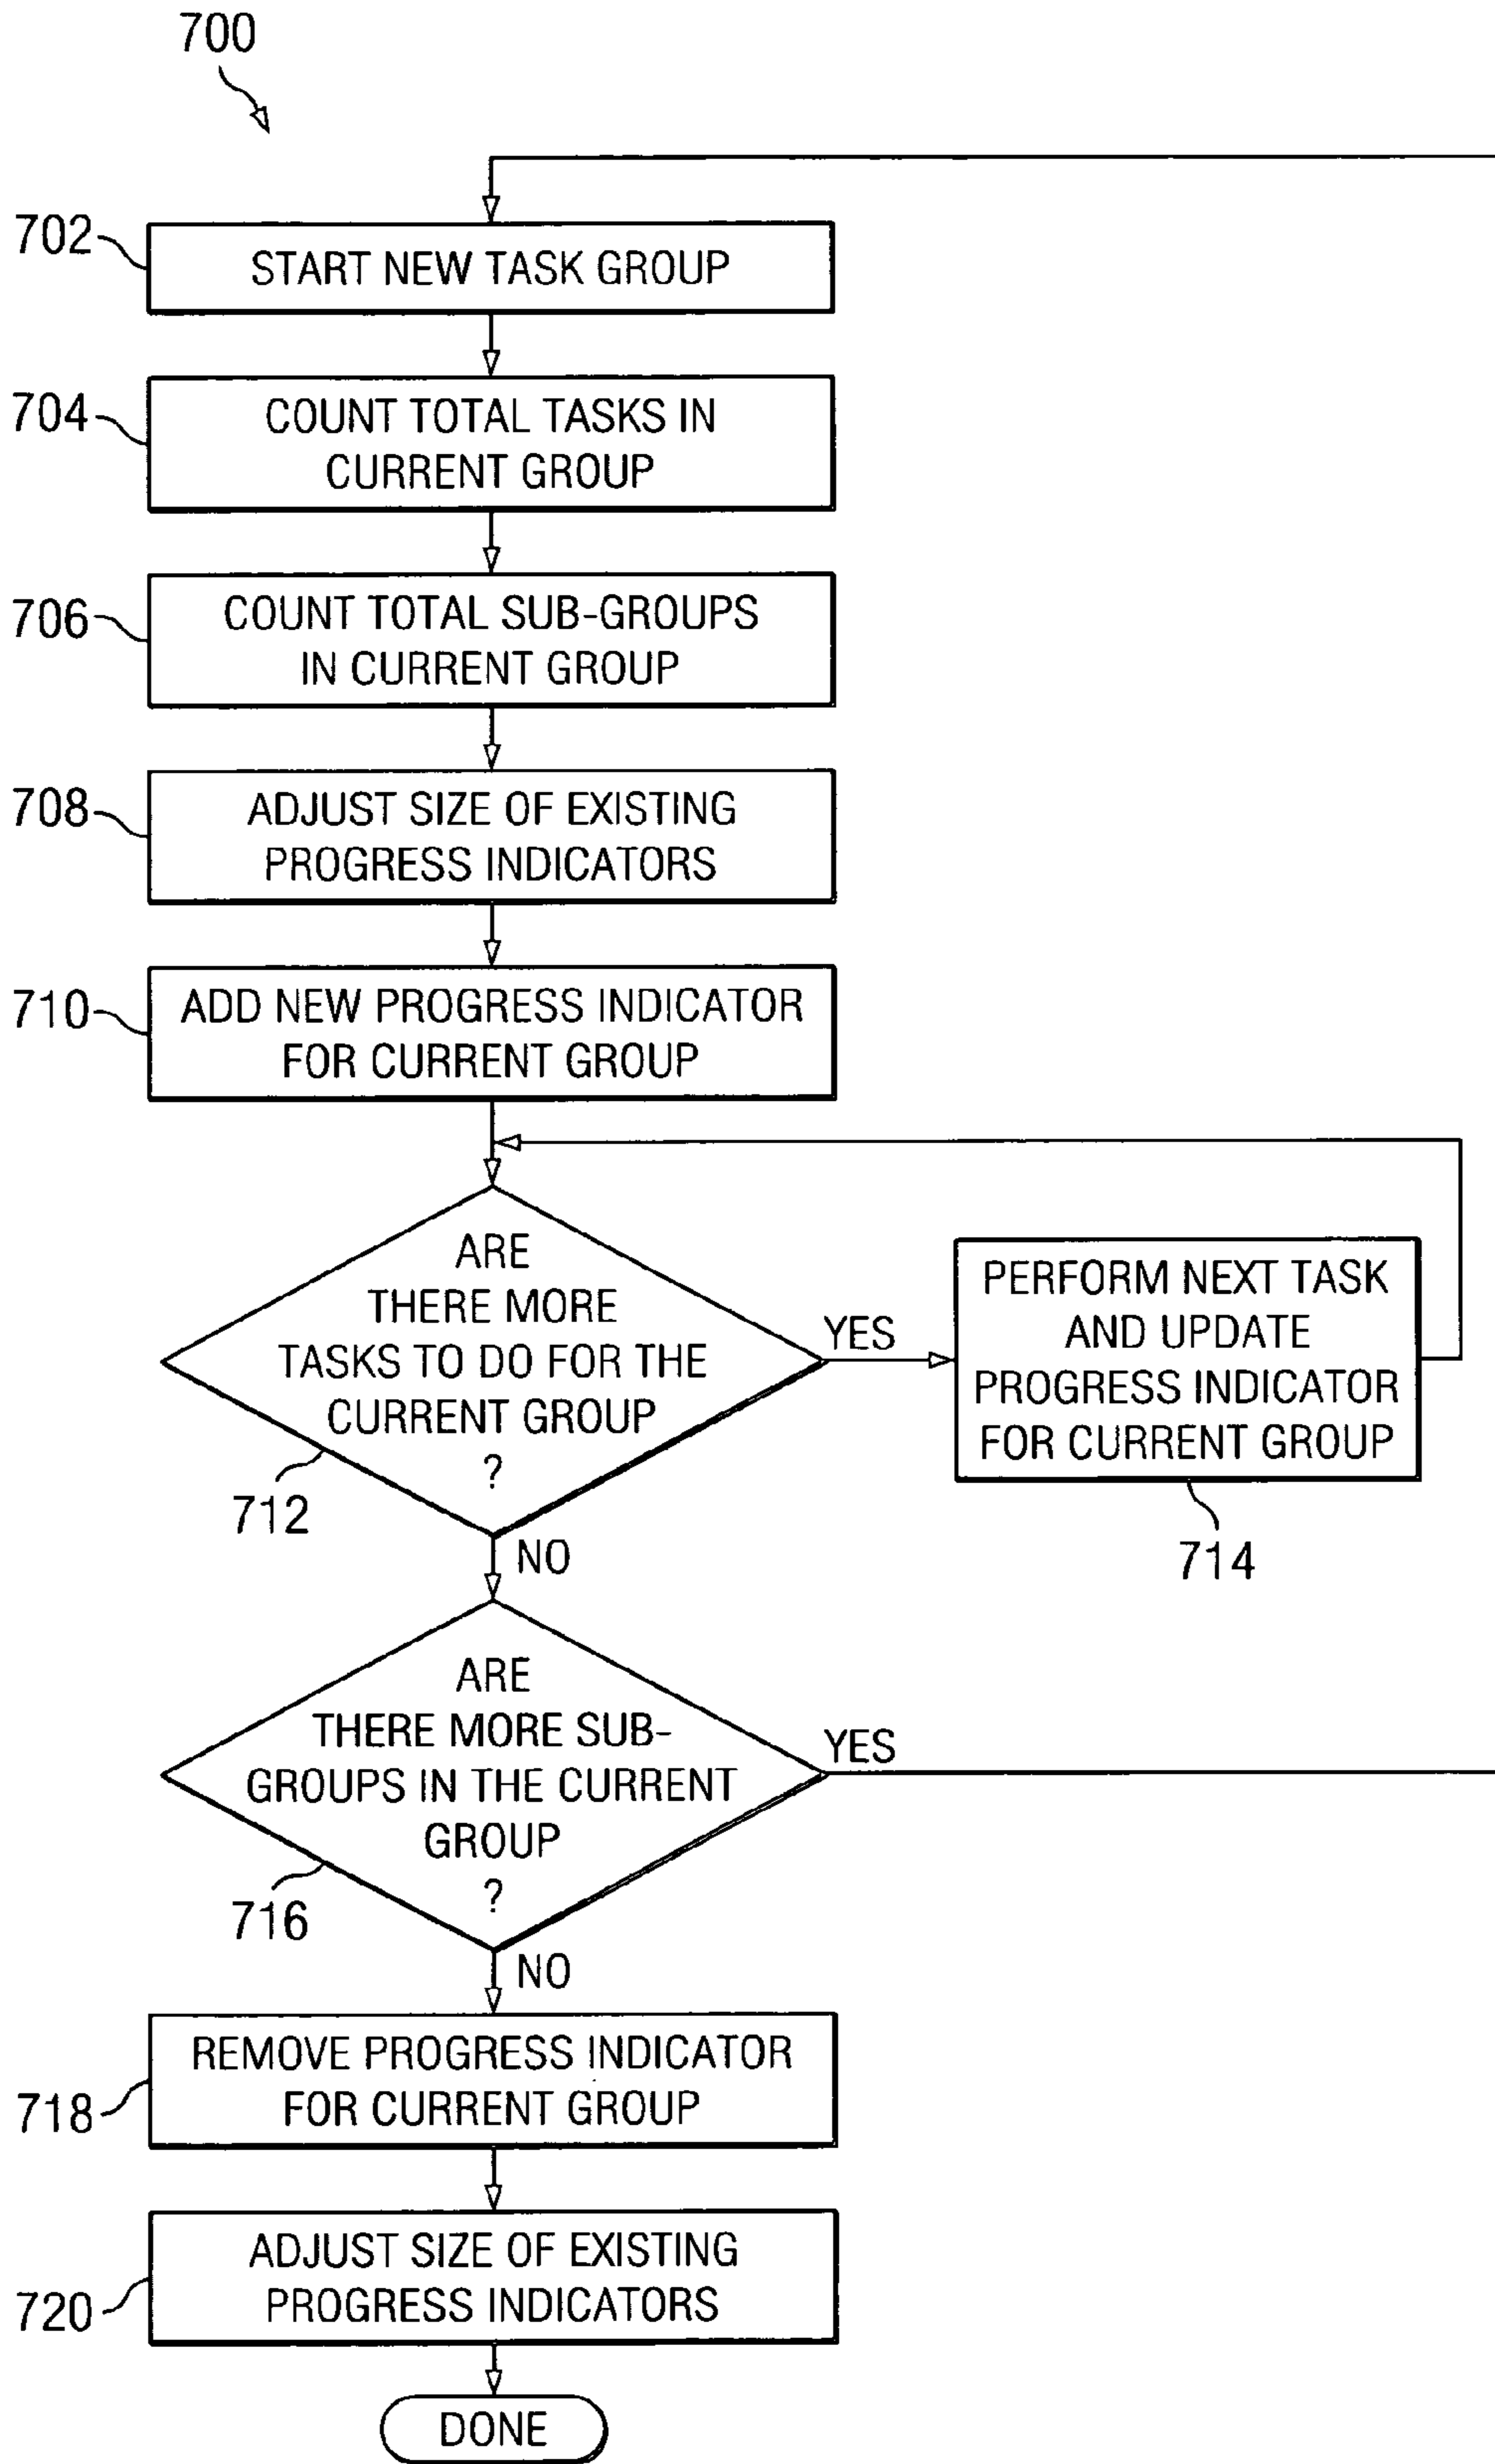 700
702
START NEW TASK GROUP
704
COUNT TOTAL TASKS IN
CURRENT GROUP
706
COUNT TOTAL SUB-GROUPS
IN CURRENT GROUP
708
ADJUST SIZE OF EXISTING
PROGRESS INDICATORS
710
ADD NEW PROGRESS INDICATOR
FOR CURRENT GROUP
ARE
THERE MORE
TASKS TO DO FOR THE
CURRENT GROUP
?
712
YES
PERFORM NEXT TASK
AND UPDATE
PROGRESS INDICATOR
FOR CURRENT GROUP
714
NO
ARE
THERE MORE SUB-
GROUPS IN THE CURRENT
GROUP
?
716
YES
NO
REMOVE PROGRESS INDICATOR
FOR CURRENT GROUP
718
ADJUST SIZE OF EXISTING
PROGRESS INDICATORS
720
DONE